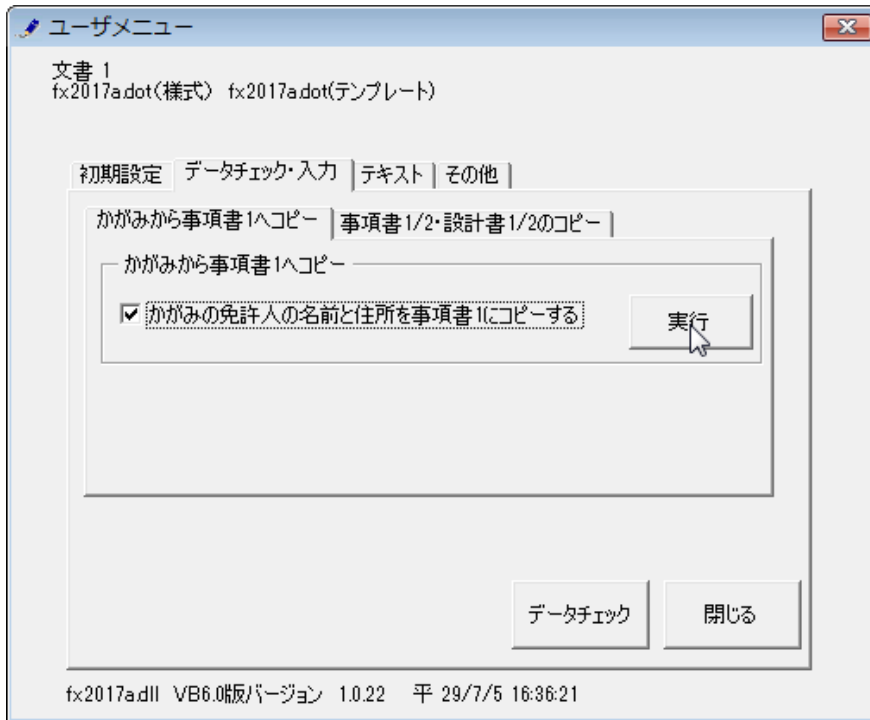 ユーザメニュー
文書 1
fx2017a.dot(様式) fx2017a.dot(テンプレート)
初期設定 データチェック・入力 テキスト その他
かがみから事項書1へコピー 事項書1/2・設計書1/2のコピー
かがみから事項書1へコピー
かがみの免許人の名前と住所を事項書1にコピーする 実行
データチェック 閉じる
fx2017a.dll VB6.0版バージョン 1.0.22 平 29/7/5 16:36:21